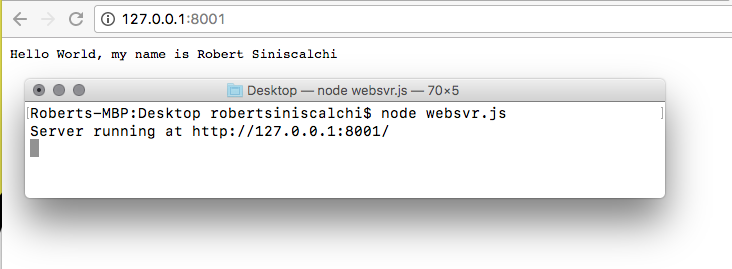 127.0.0.1:8001
Hello World, my name is Robert Siniscalchi
Desktop — node websvr.js — 70×5
[Roberts-MBP:Desktop robertsiniscalchi$ node websvr.js ]
Server running at http://127.0.0.1:8001/